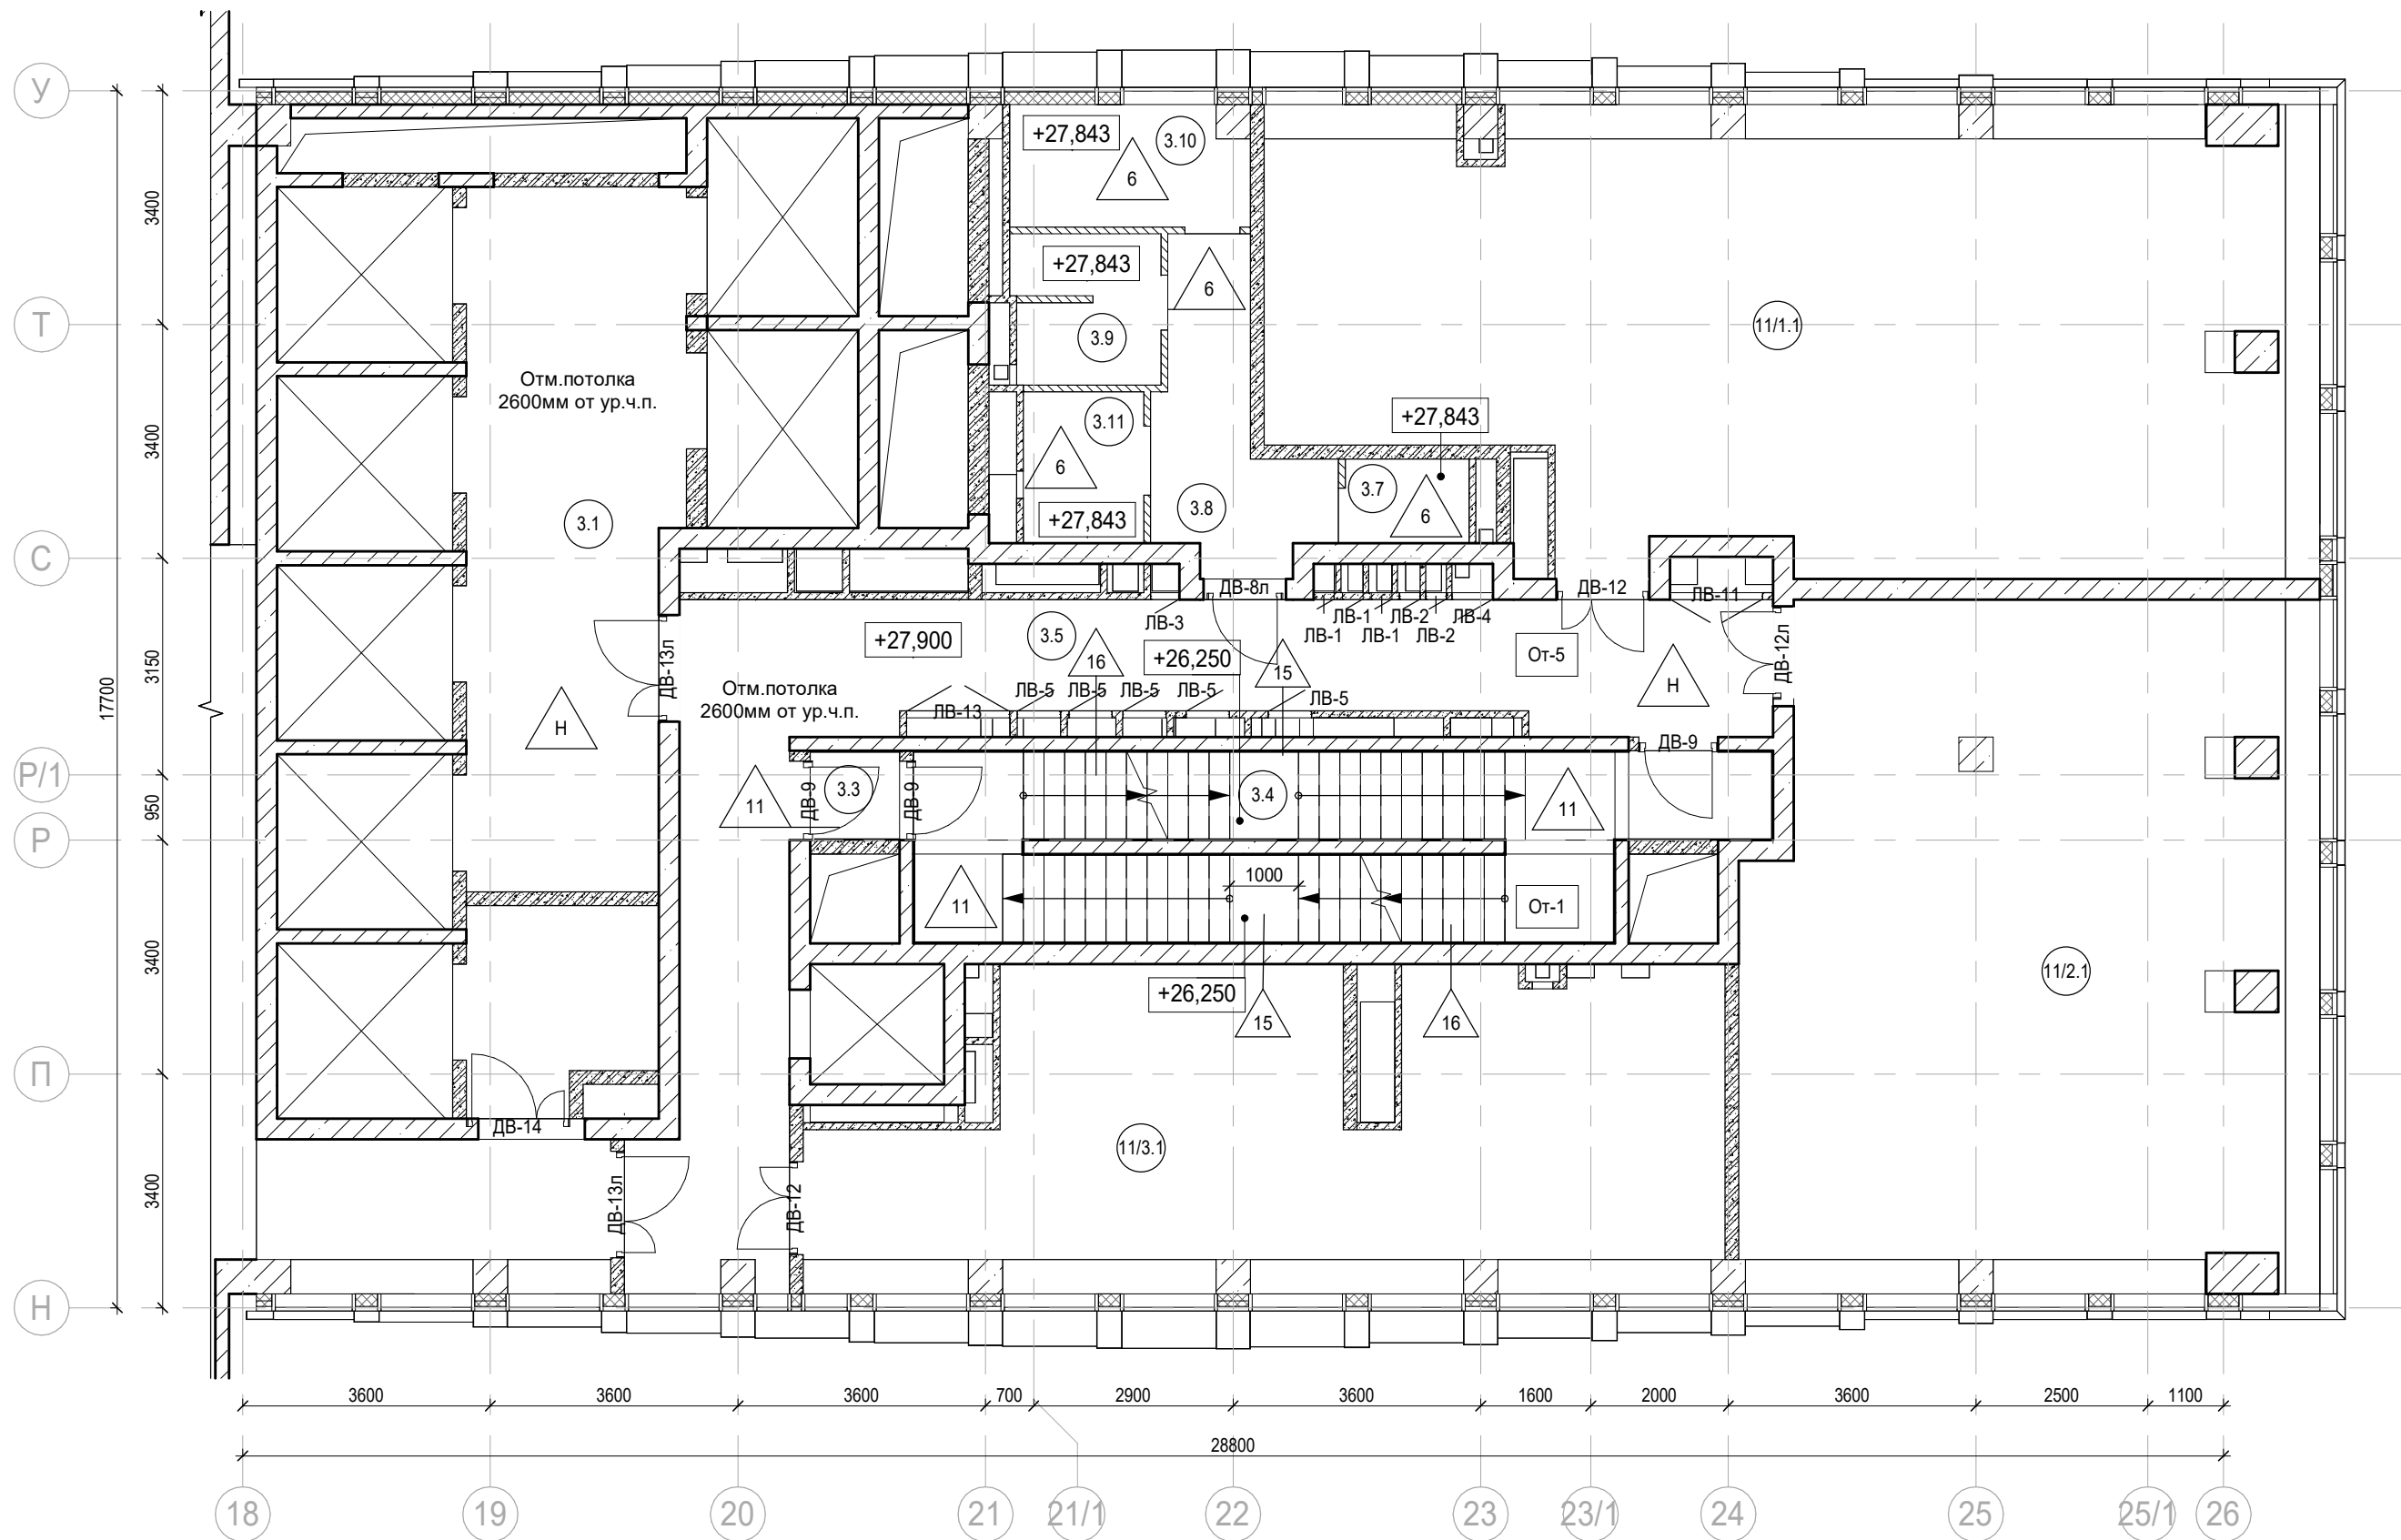 У
+27,843
3.10
6
3400
+27,843
6
Т
11/1.1
3.9
Отм.потолка
2600мм от ур.ч.п.
3400
3.11
+27,843
6
3.7
6
3.8
+27,843
3.1
С
ДВ-8л
ДВ-12
ЛВ-11
ЛВ-3
ЛВ-1
ЛВ-1
ЛВ-1
ЛВ-2
ЛВ-2
ЛВ-4
+27,900
3.5
16
+26,250
15
От-5
Н
ДВ-12л
3150
ДВ-13л
17700
Отм.потолка
2600мм от ур.ч.п.
ЛВ-13
ЛВ-5
ЛВ-5
ЛВ-5
ЛВ-5
ЛВ-5
Н
ДВ-9
Р/1
950
11
ДВ-9
3.3
ДВ-9
3.4
11
Р
1000
11
От-1
3400
11/2.1
+26,250
15
16
П
ДВ-14
11/3.1
3400
ДВ-13л
ДВ-12
Н
3600
3600
3600
700
2900
3600
1600
2000
3600
2500
1100
28800
18
19
20
21
21/1
22
23
23/1
24
25
25/1
26